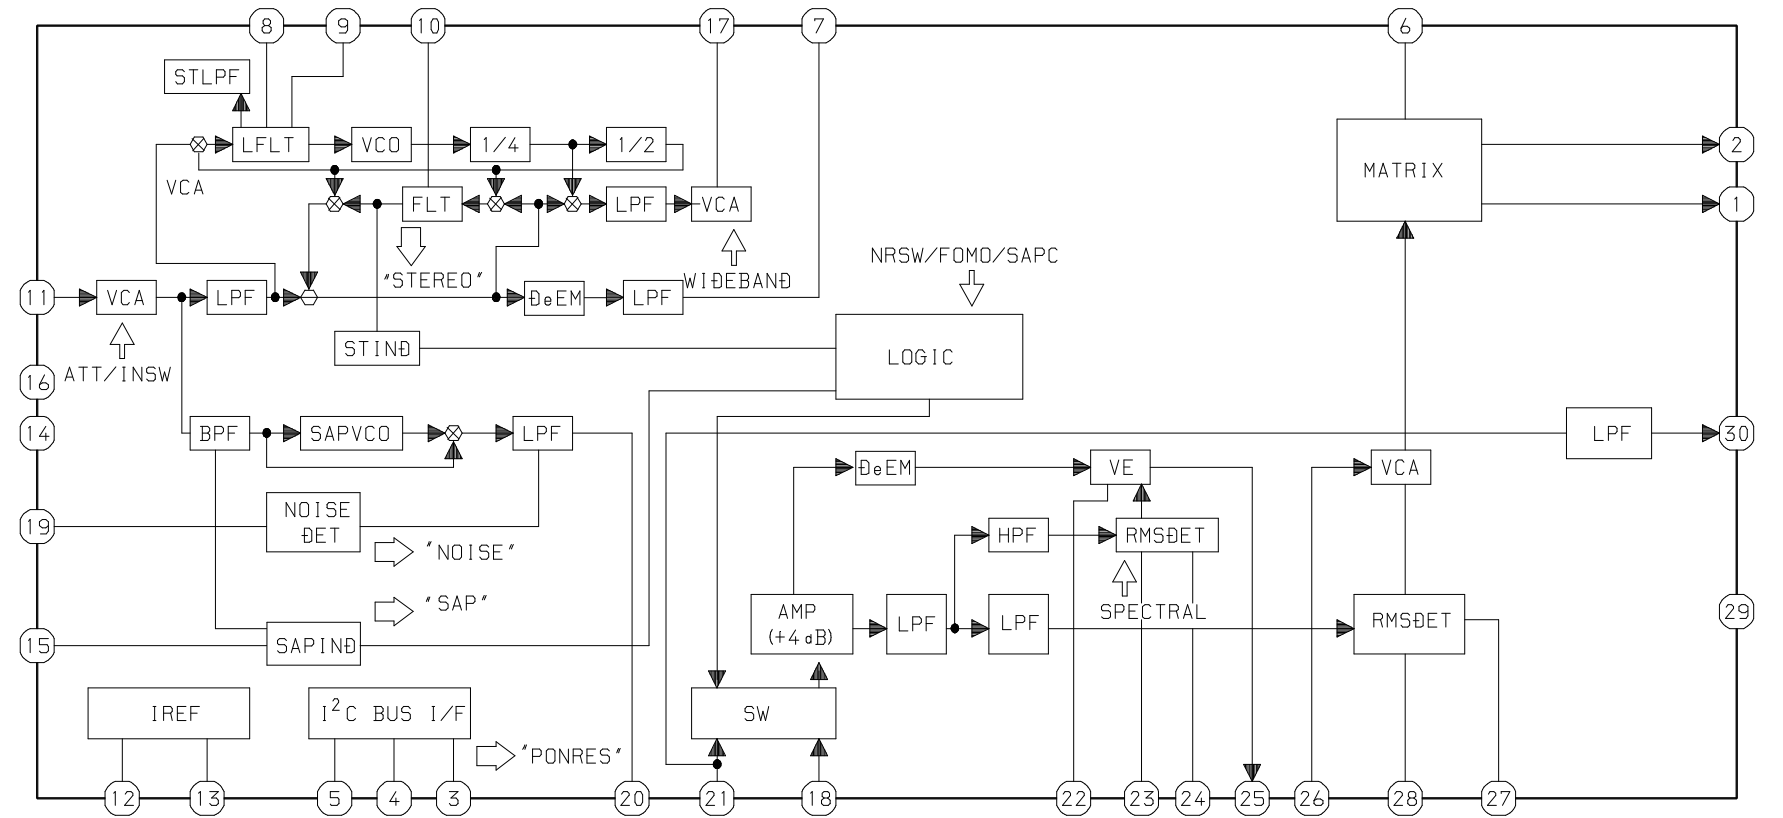 8 9 10 17 7 6
STLPF
LFLT VCO 1/4 1/2
2
MATRIX
VCA
FLT LPF VCA
1
"STEREO" WIDEBAND
NRSW/FOMO/SAPC
11 VCA LPF DeEM LPF
STIND
LOGIC
ATT/INSW
16
14 BPF SAPVCO LPF
LPF 30
DeEM VE VCA
NOISE
DET
19
"NOISE"
HPF RMSDET
"SAP"
SPECTRAL
AMP
(+4dB)
LPF LPF RMSDET
29
15 SAPIND
IREF I²C BUS I/F SW
"PONRES"
12 13 5 4 3 20 21 18 22 23 24 25 26 28 27